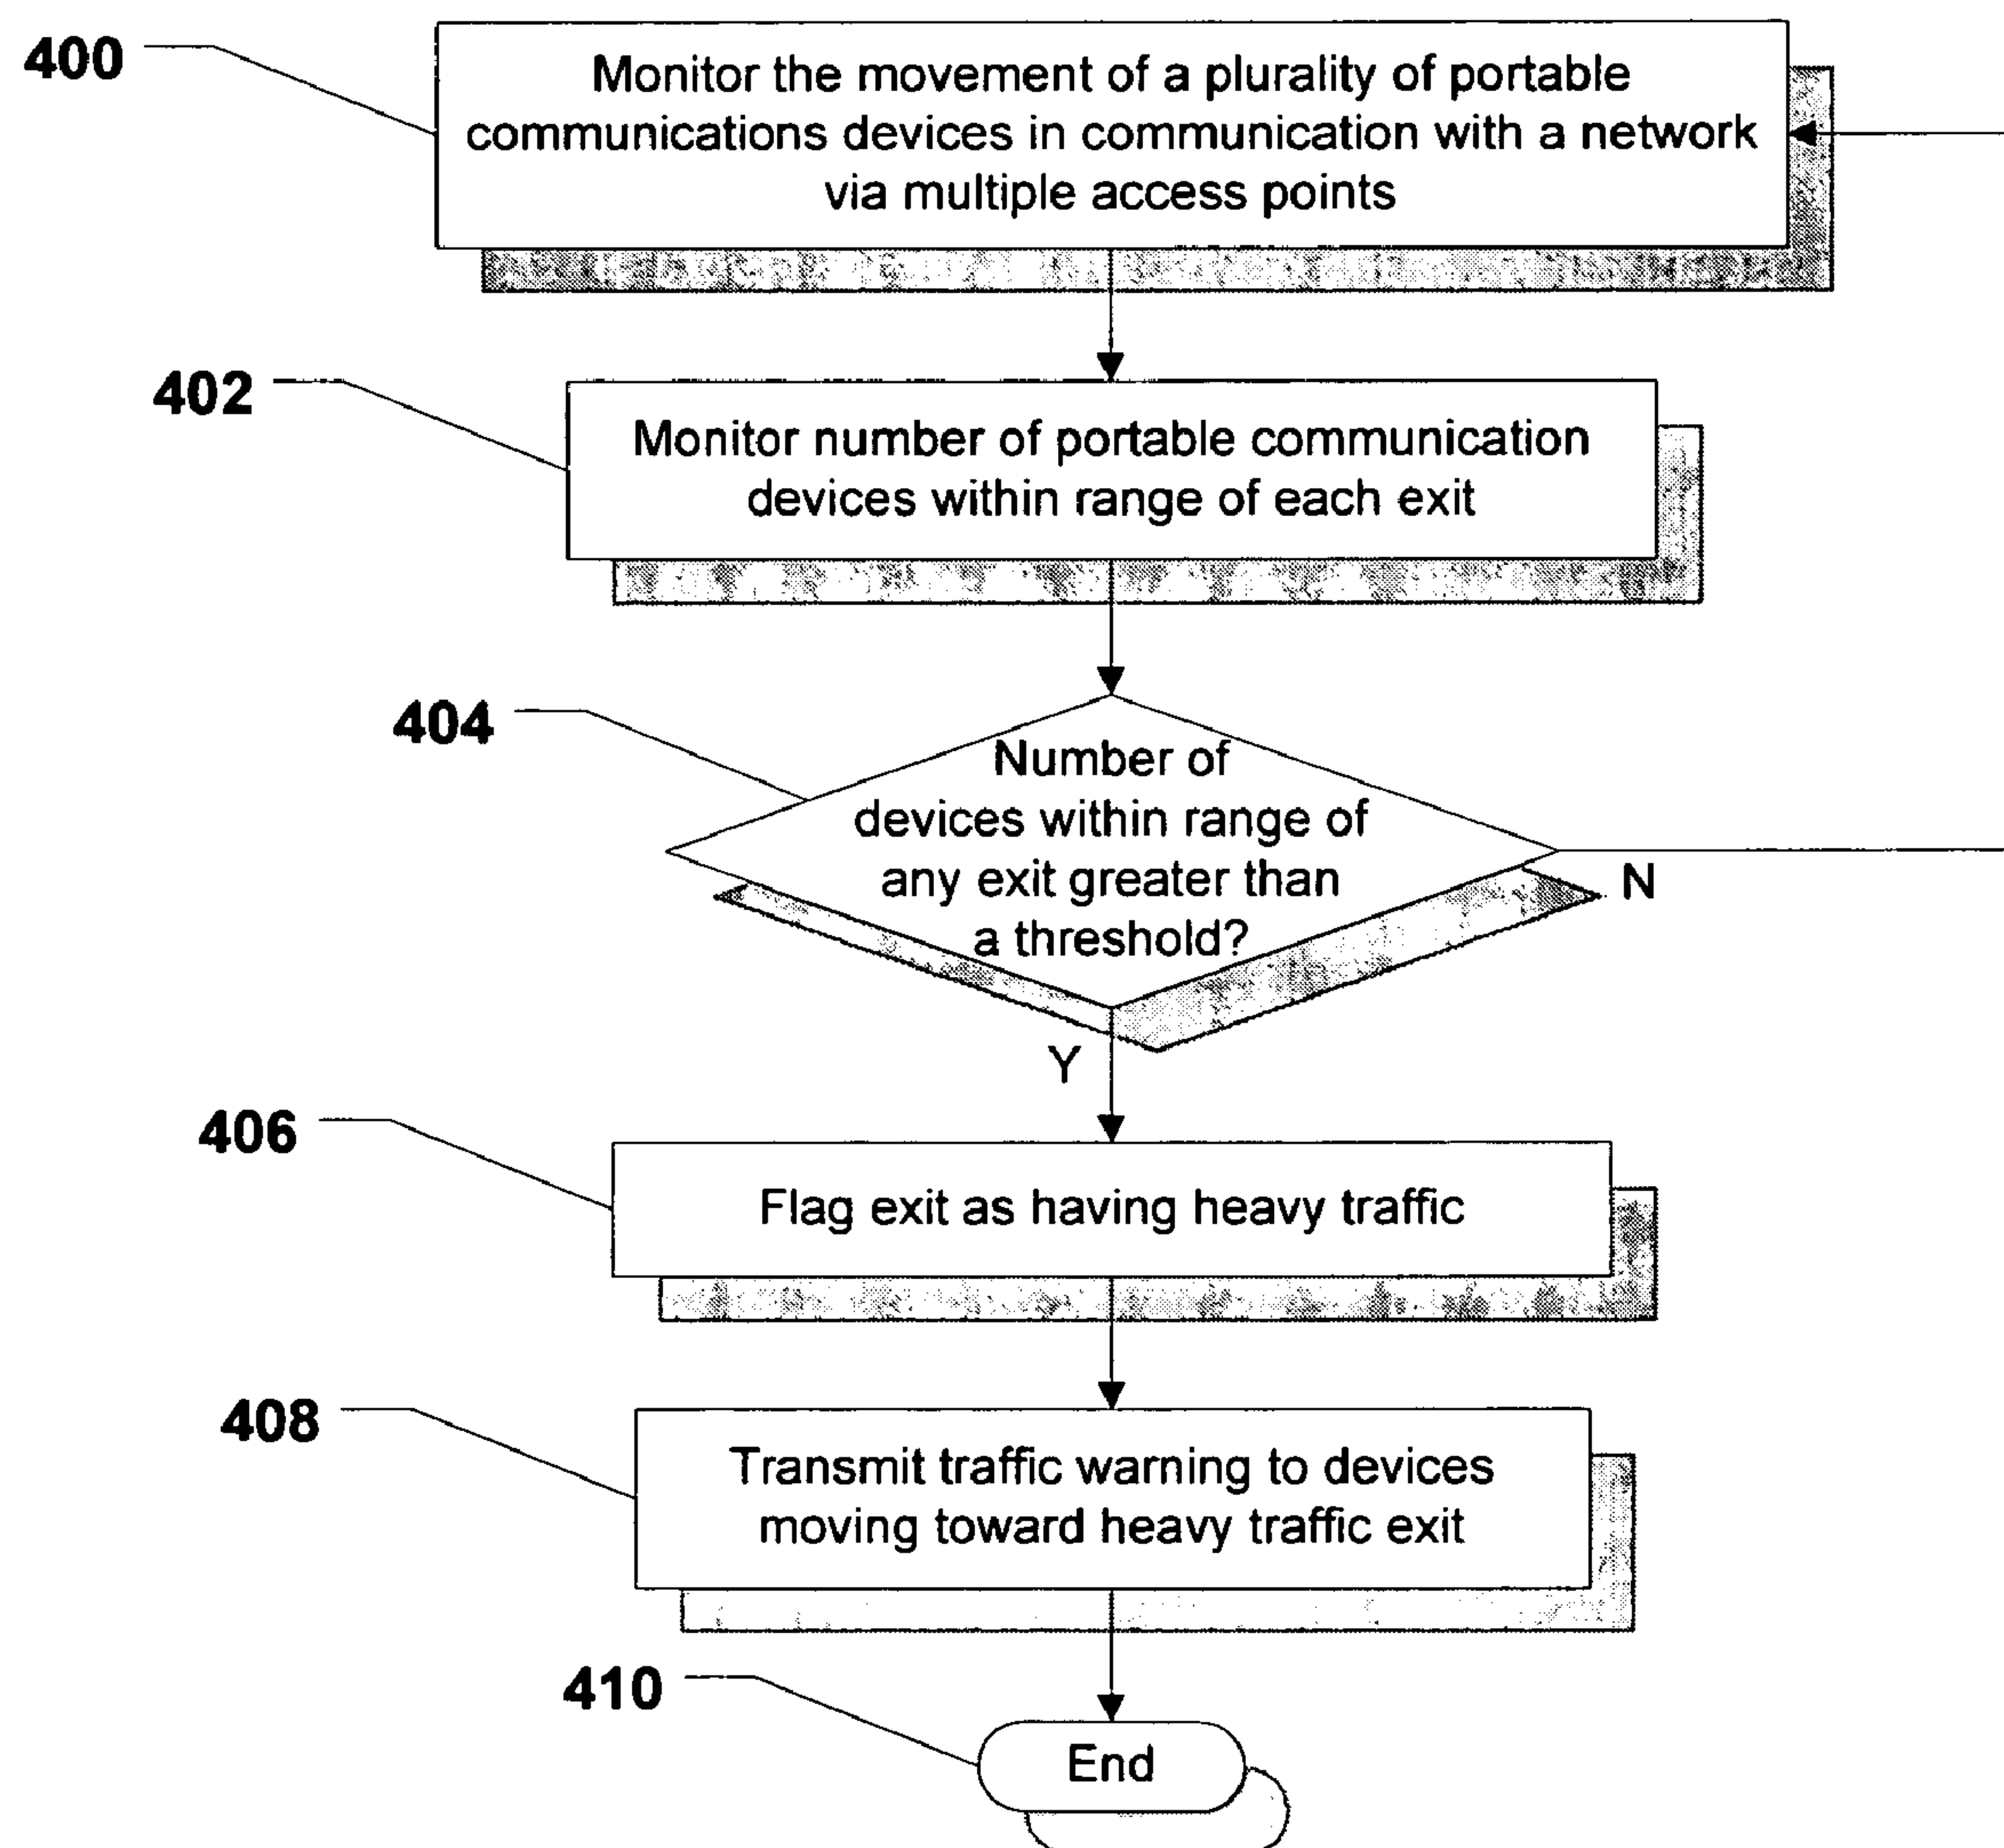 400
Monitor the movement of a plurality of portable
communications devices in communication with a network
via multiple access points
402
Monitor number of portable communication
devices within range of each exit
404
Number of
devices within range of
any exit greater than
a threshold?
N
Y
406
Flag exit as having heavy traffic
408
Transmit traffic warning to devices
moving toward heavy traffic exit
410
End